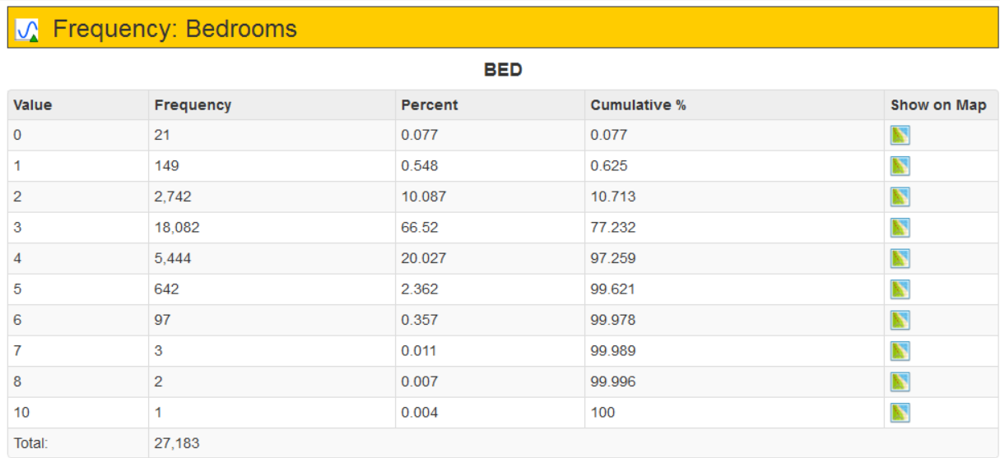 Frequency: Bedrooms
BED
Value Frequency Percent Cumulative % Show on Map
0 21 0.077 0.077
1 149 0.548 0.625
2 2,742 10.087 10.713
3 18,082 66.52 77.232
4 5,444 20.027 97.259
5 642 2.362 99.621
6 97 0.357 99.978
7 3 0.011 99.989
8 2 0.007 99.996
10 1 0.004 100
Total: 27,183